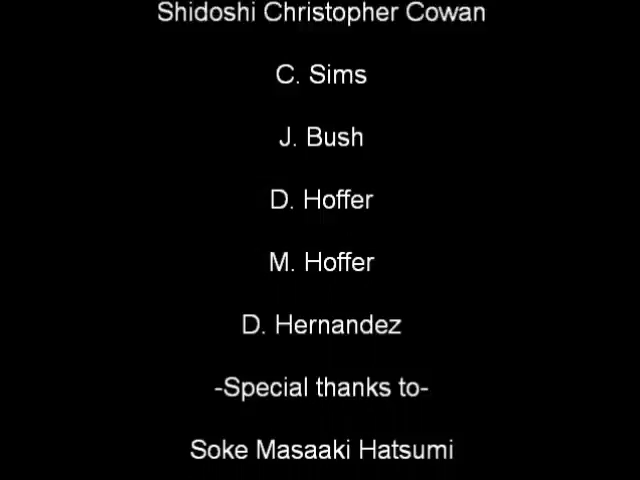 Shidoshi Christopher Cowan
C. Sims
J. Bush
D. Hoffer
M. Hoffer
D. Hernandez
-Special thanks to-
Soke Masaaki Hatsumi